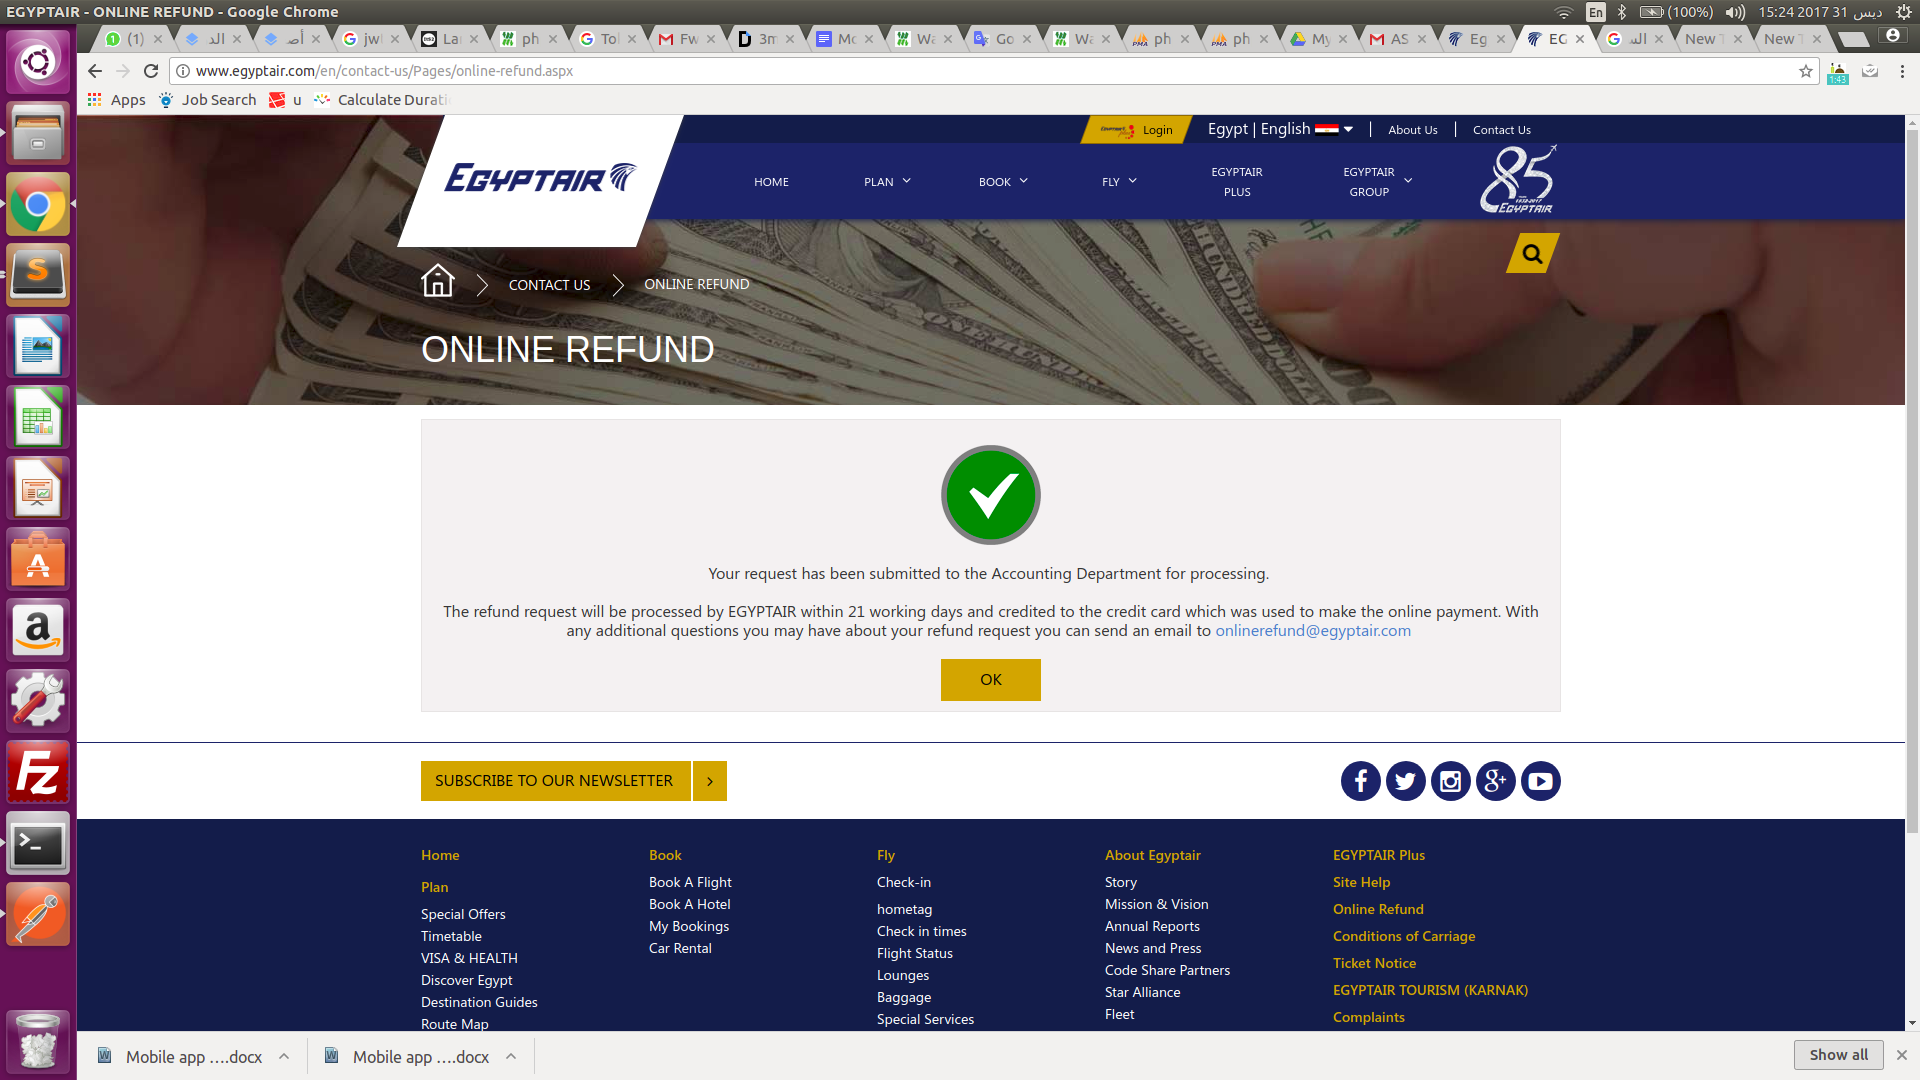 EGYPTAIR - ONLINE REFUND - Google Chrome
En
(100%)
15:24 2017 ديس 31
(1)
الد
أص
jwl
Lar
ph
Tol
Fw
3m
Mo
Wa
Go
Wa
ph
ph
My
AS
Eg
EG
New T
New T
www.egyptair.com/en/contact-us/Pages/online-refund.aspx
1:43
Apps
Job Search
u
Calculate Durati
EGYPTAIR
Login
Egypt | English
About Us
Contact Us
HOME
PLAN
BOOK
FLY
EGYPTAIR
PLUS
EGYPTAIR
GROUP
85
1932-2017
EGYPTAIR
CONTACT US
ONLINE REFUND
ONLINE REFUND
Your request has been submitted to the Accounting Department for processing.
The refund request will be processed by EGYPTAIR within 21 working days and credited to the credit card which was used to make the online payment. With
any additional questions you may have about your refund request you can send an email to onlinerefund@egyptair.com
OK
SUBSCRIBE TO OUR NEWSLETTER
Home
Plan
Special Offers
Timetable
VISA & HEALTH
Discover Egypt
Destination Guides
Route Map
Book
Book A Flight
Book A Hotel
My Bookings
Car Rental
Fly
Check-in
hometag
Check in times
Flight Status
Lounges
Baggage
Special Services
About Egyptair
Story
Mission & Vision
Annual Reports
News and Press
Code Share Partners
Star Alliance
Fleet
EGYPTAIR Plus
Site Help
Online Refund
Conditions of Carriage
Ticket Notice
EGYPTAIR TOURISM (KARNAK)
Complaints
Mobile app ....docx
Mobile app ....docx
Show all